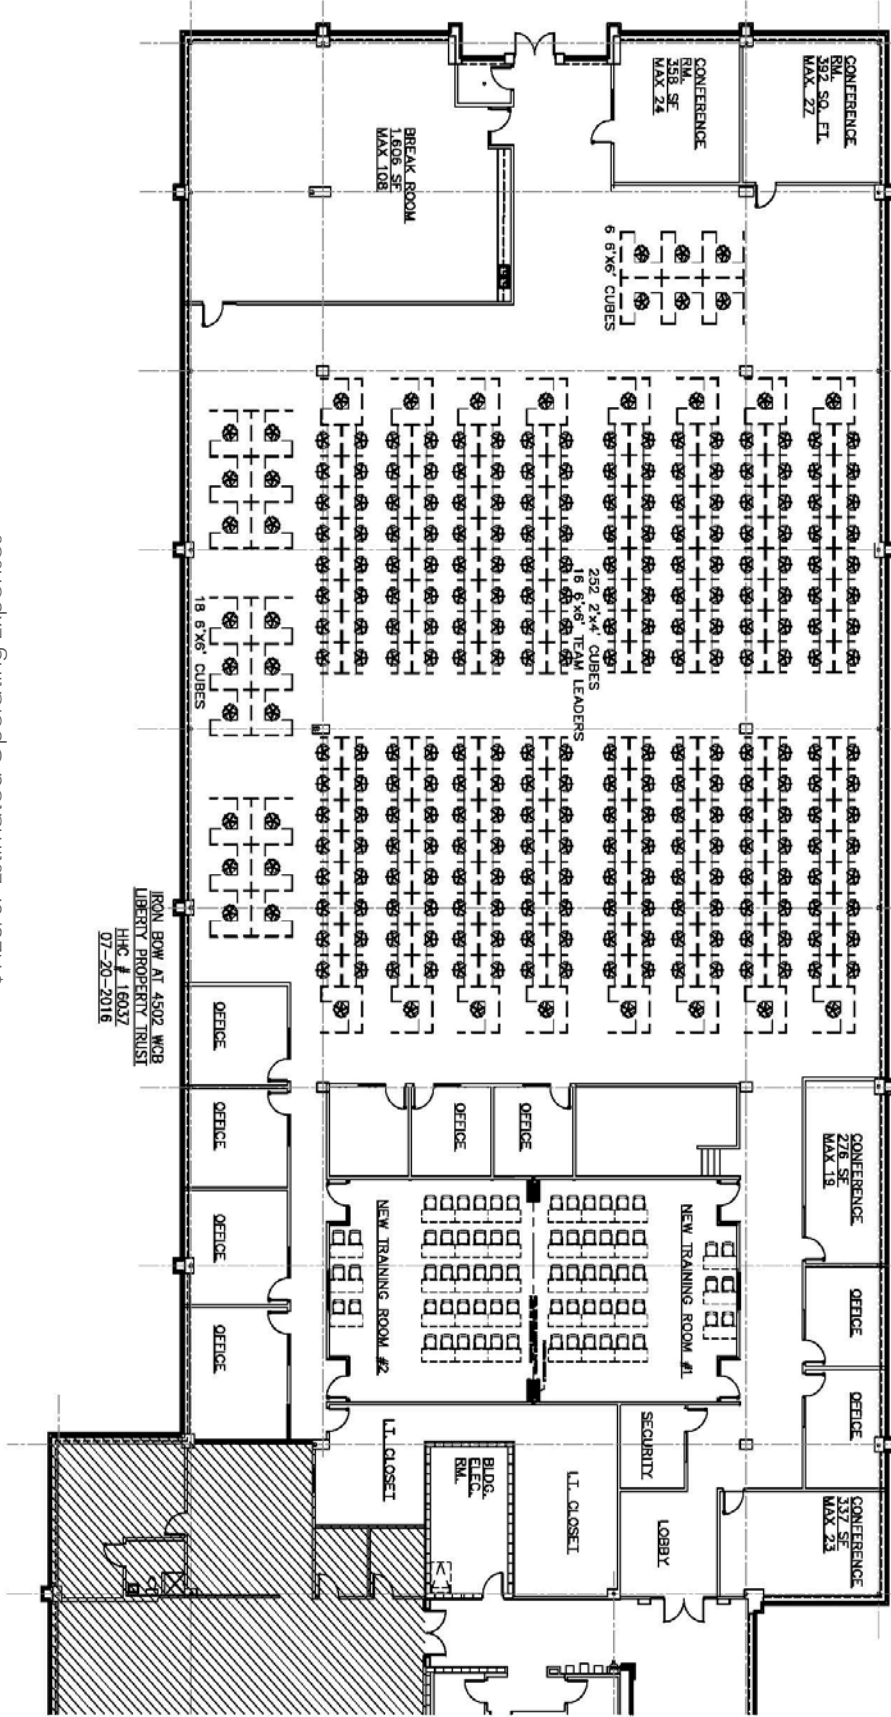 CONFERENCE
RM.
392 SQ. FT.
MAX. 27
CONFERENCE
RM.
358 SF
MAX. 24
BREAK ROOM
1,606 SF
MAX 108
6 6'X6' CUBES
252 2'x4' CUBES
16 6'x6' TEAM LEADERS
18 6'X6' CUBES
IRON BOW AT 4502 WCB
LIBERTY PROPERTY TRUST
HHC # 16037
07-20-2016
OFFICE
OFFICE
OFFICE
OFFICE
OFFICE
OFFICE
CONFERENCE
276 SF
MAX 19
OFFICE
OFFICE
CONFERENCE
337 SF
MAX 23
NEW TRAINING ROOM #1
NEW TRAINING ROOM #2
SECURITY
LOBBY
I.T. CLOSET
I.T. CLOSET
BLDG.
ELEC.
RM.